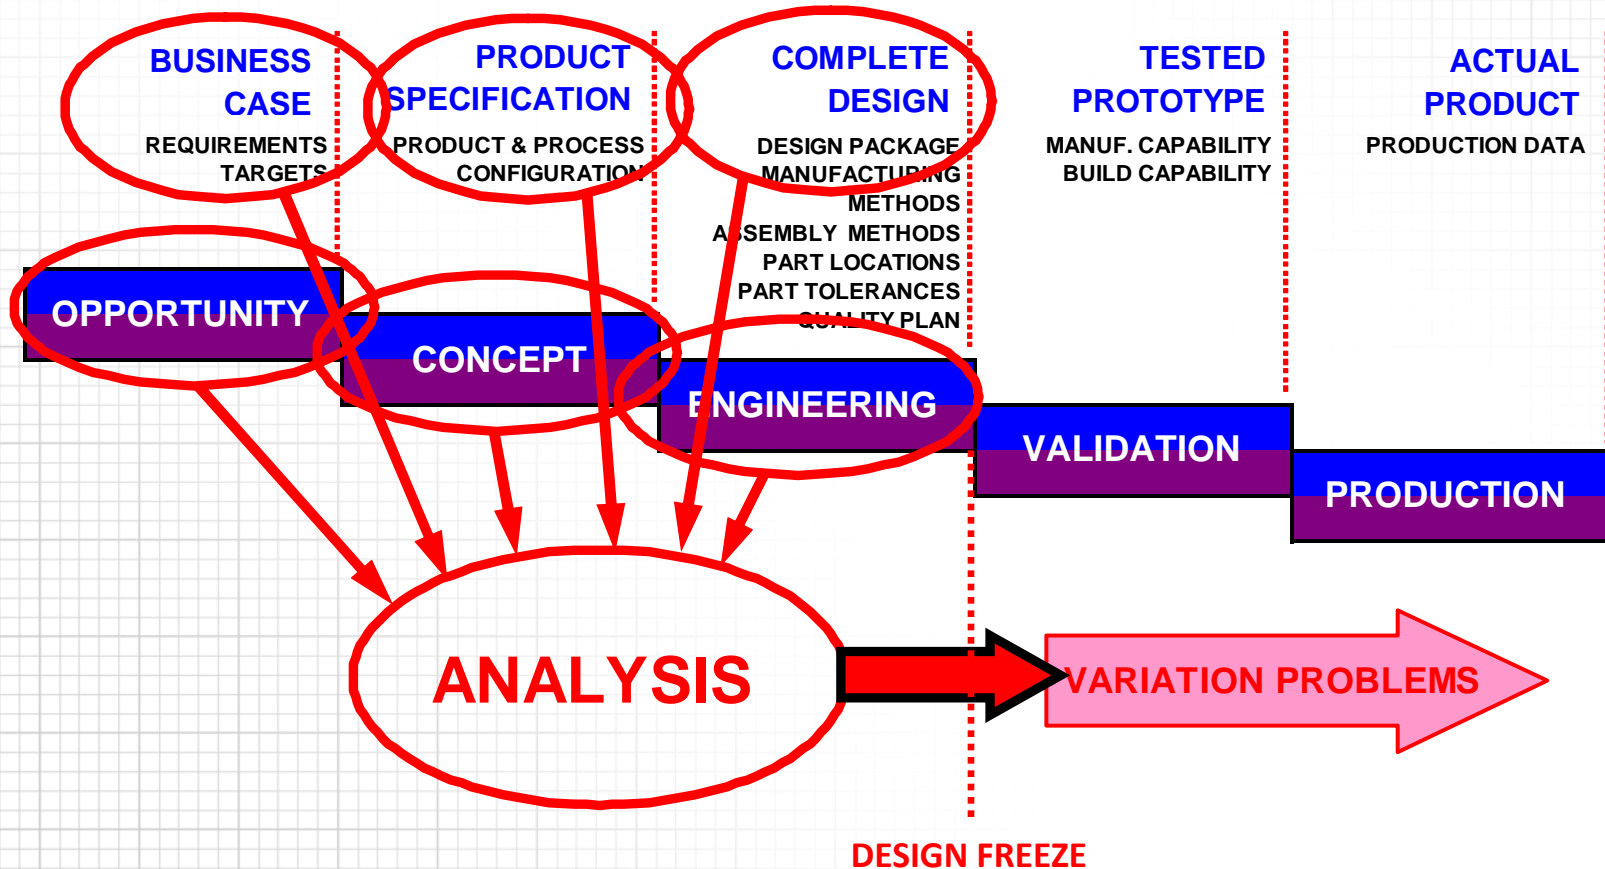 BUSINESS
CASE
REQUIREMENTS
TARGETS
PRODUCT
SPECIFICATION
PRODUCT & PROCESS
CONFIGURATION
COMPLETE
DESIGN
DESIGN PACKAGE
MANUFACTURING
METHODS
ASSEMBLY METHODS
PART LOCATIONS
PART TOLERANCES
QUALITY PLAN
TESTED
PROTOTYPE
MANUF. CAPABILITY
BUILD CAPABILITY
ACTUAL
PRODUCT
PRODUCTION DATA
OPPORTUNITY
CONCEPT
ENGINEERING
VALIDATION
PRODUCTION
ANALYSIS
VARIATION PROBLEMS
DESIGN FREEZE